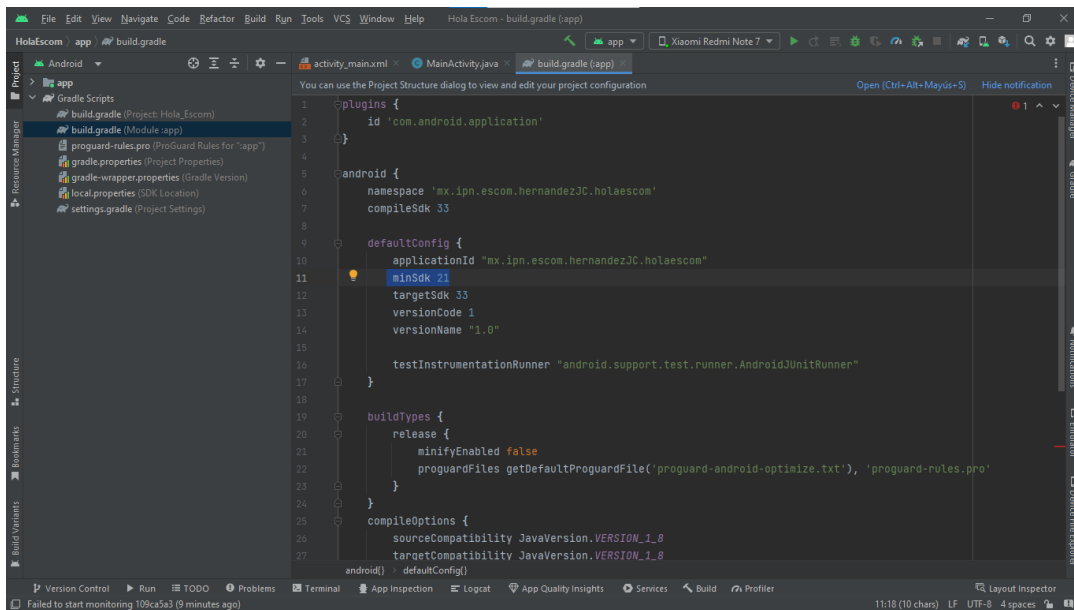 File Edit View Navigate Code Refactor Build Run Tools VCS Window Help Hola Escom - build.gradle (:app)
HolaEscom app build.gradle app Xiaomi Redmi Note 7
Project Android activity_main.xml MainActivity.java build.gradle (:app)
You can use the Project Structure dialog to view and edit your project configuration Open (Ctrl+Alt+Mayús+S) Hide notification
app
Gradle Scripts
build.gradle (Project: Hola_Escom)
build.gradle (Module :app)
proguard-rules.pro (ProGuard Rules for ":app")
gradle.properties (Project Properties)
gradle-wrapper.properties (Gradle Version)
local.properties (SDK Location)
settings.gradle (Project Settings)
Resource Manager
Structure
Bookmarks
Build Variants
1 plugins { 1
2 id 'com.android.application'
3 }
4
5 android {
6 namespace 'mx.ipn.escom.hernandezJC.holaescom'
7 compileSdk 33
8
9 defaultConfig {
10 applicationId "mx.ipn.escom.hernandezJC.holaescom"
11 minSdk 21
12 targetSdk 33
13 versionCode 1
14 versionName "1.0"
15
16 testInstrumentationRunner "android.support.test.runner.AndroidJUnitRunner"
17 }
18
19 buildTypes {
20 release {
21 minifyEnabled false
22 proguardFiles getDefaultProguardFile('proguard-android-optimize.txt'), 'proguard-rules.pro'
23 }
24 }
25 compileOptions {
26 sourceCompatibility JavaVersion.VERSION_1_8
27 targetCompatibility JavaVersion.VERSION_1_8
android{} defaultConfig{}
Device Manager
Gradle
Notifications
Emulator
Device File Explorer
Version Control Run TODO Problems Terminal App Inspection Logcat App Quality Insights Services Build Profiler Layout Inspector
Failed to start monitoring 109ca5a3 (9 minutes ago) 11:18 (10 chars) LF UTF-8 4 spaces